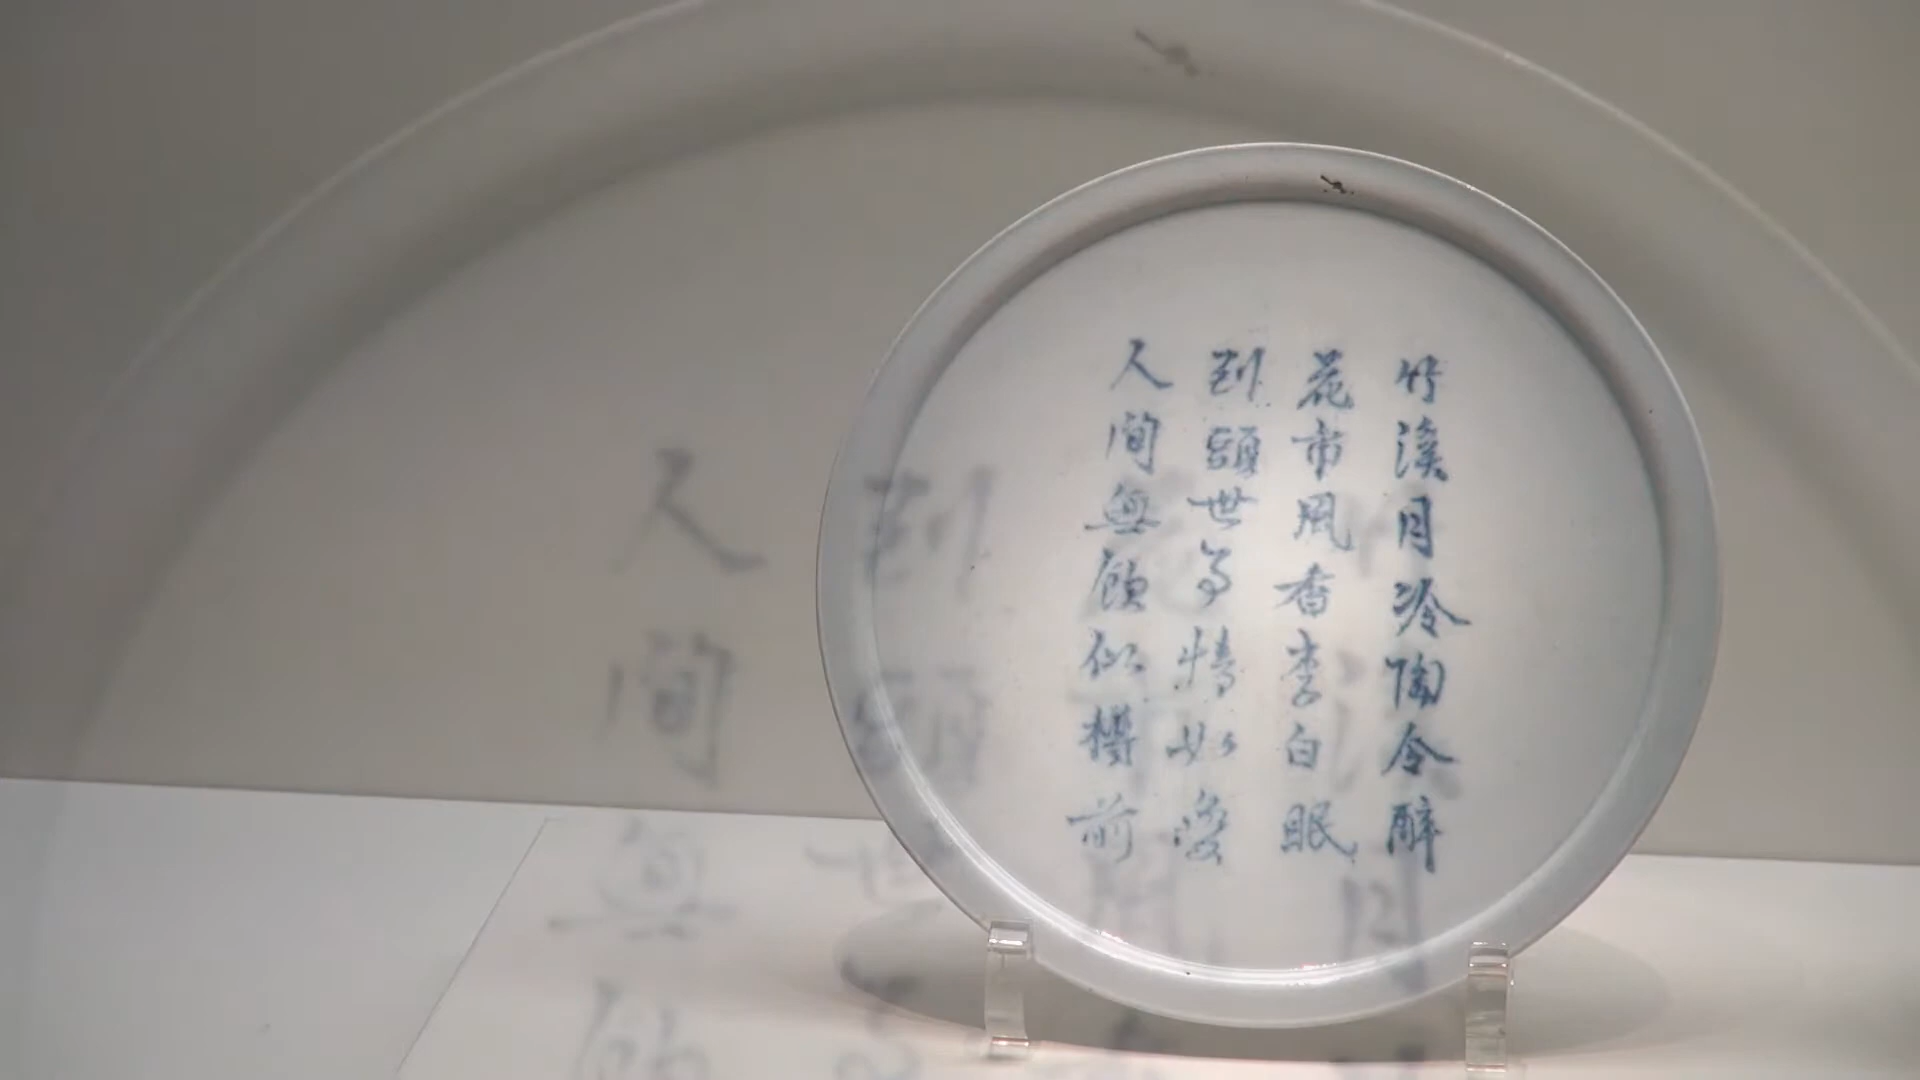 竹溪月冷陶令醉
花市風香李白眠
到頭世事情如夢
人間無似樽前